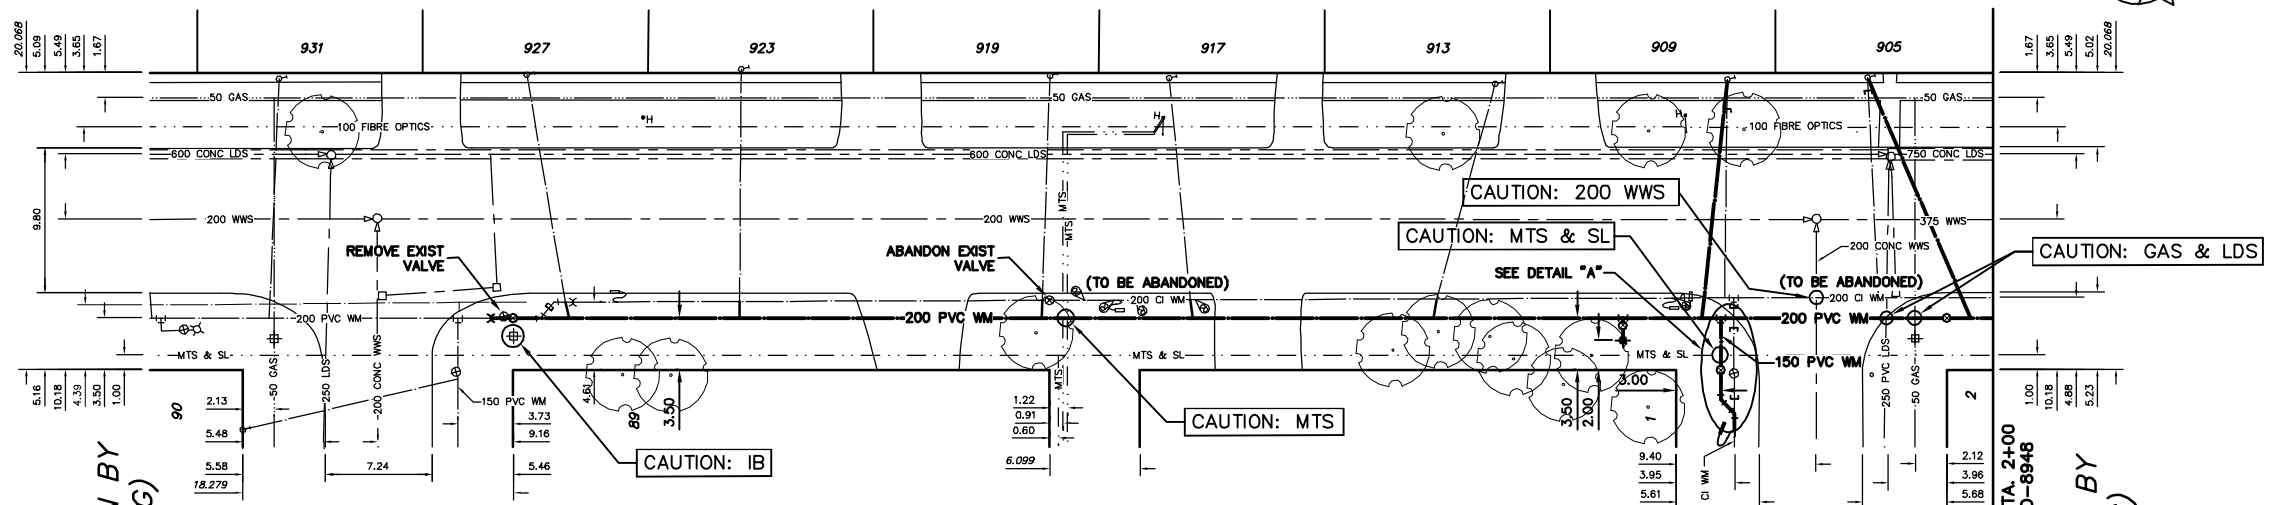 931
927
923
919
917
913
909
905
20.068
5.09
5.49
3.65
1.67
1.67
3.65
5.49
5.02
20.068
50 GAS
50 GAS
50 GAS
100 FIBRE OPTICS
H
H
H
100 FIBRE OPTICS
600 CONC LDS
600 CONC LDS
750 CONC LDS
9.80
200 WWS
200 WWS
375 WWS
MTS
MTS
CAUTION: 200 WWS
CAUTION: MTS & SL
CAUTION: GAS & LDS
200 CONC WWS
REMOVE EXIST
VALVE
ABANDON EXIST
VALVE
(TO BE ABANDONED)
SEE DETAIL "A"
(TO BE ABANDONED)
200 CI WM
200 CI WM
200 PVC WM
200 PVC WM
200 PVC WM
MTS & SL
MTS & SL
MTS & SL
150 PVC WM
50 GAS
250 LDS
200 CONC WWS
150 PVC WM
MTS
250 PVC LDS
50 GAS
5.16
10.18
4.39
3.50
1.00
1.00
10.18
4.88
5.23
90
89
1
2
2.13
5.48
5.58
18.279
7.24
3.73
9.16
5.46
4.61
3.50
1.22
0.91
0.60
6.099
3.50
2.00
3.00
9.40
3.95
5.61
CI WM
2.12
3.96
5.68
CAUTION: IB
CAUTION: MTS
BY
G)
TA. 2+00
D-8948
BY